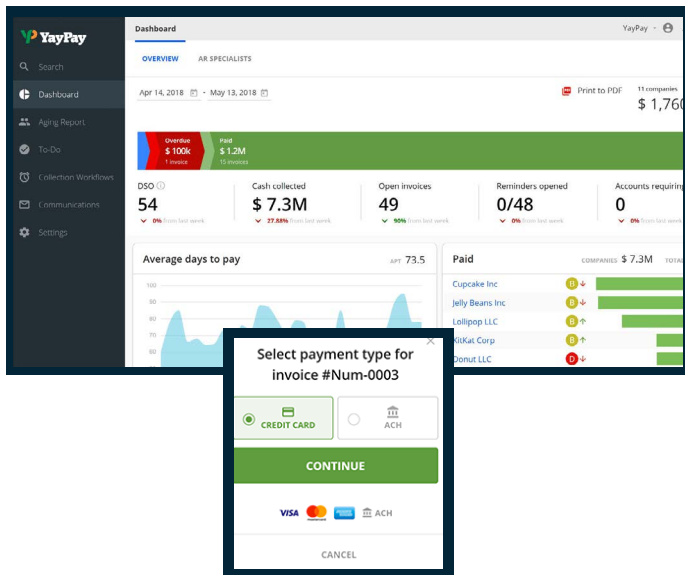 YayPay
Search
Dashboard
Aging Report
To-Do
Collection Workflows
Communications
Settings
Dashboard
YayPay
OVERVIEW
AR SPECIALISTS
Apr 14, 2018 - May 13, 2018
Print to PDF
11 companies
$ 1,760
Overdue
$ 100k
1 invoice
Paid
$ 1.2M
15 invoices
DSO
54
0% from last week
Cash collected
$ 7.3M
27.88% from last week
Open invoices
49
90% from last week
Reminders opened
0/48
0% from last week
Accounts requiring
0
0% from last week
Average days to pay
APT 73.5
100
90
80
70
60
Paid
COMPANIES $ 7.3M TOTAL
Cupcake Inc B
Jelly Beans Inc B
Lollipop LLC B
KitKat Corp B
Donut LLC D
Select payment type for
invoice #Num-0003
CREDIT CARD
ACH
CONTINUE
VISA
ACH
CANCEL